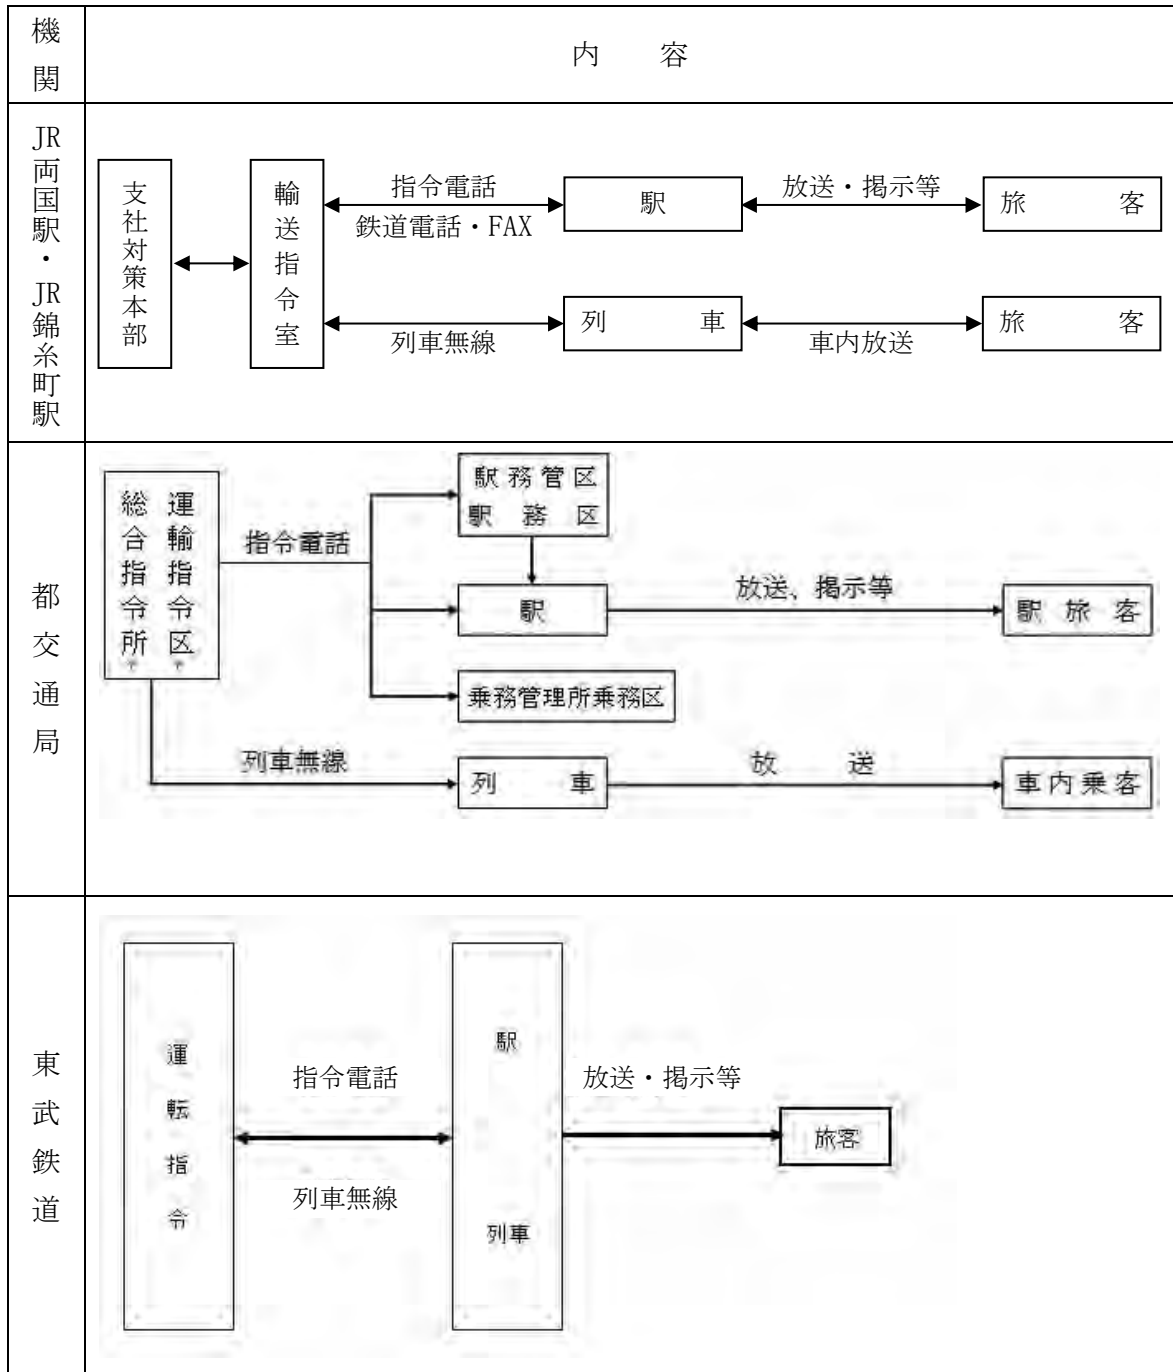 機関
内　容
JR両国駅・JR錦糸町駅
支社対策本部
輸送指令室
指令電話
鉄道電話・FAX
駅
放送・掲示等
旅　客
列車無線
列　車
車内放送
旅　客
都交通局
総合指令所
運輸指令区
指令電話
駅務管区
駅務区
駅
放送、掲示等
駅旅客
乗務管理所乗務区
列車無線
列　車
放　送
車内乗客
東武鉄道
運転指令
指令電話
列車無線
駅
列車
放送・掲示等
旅客